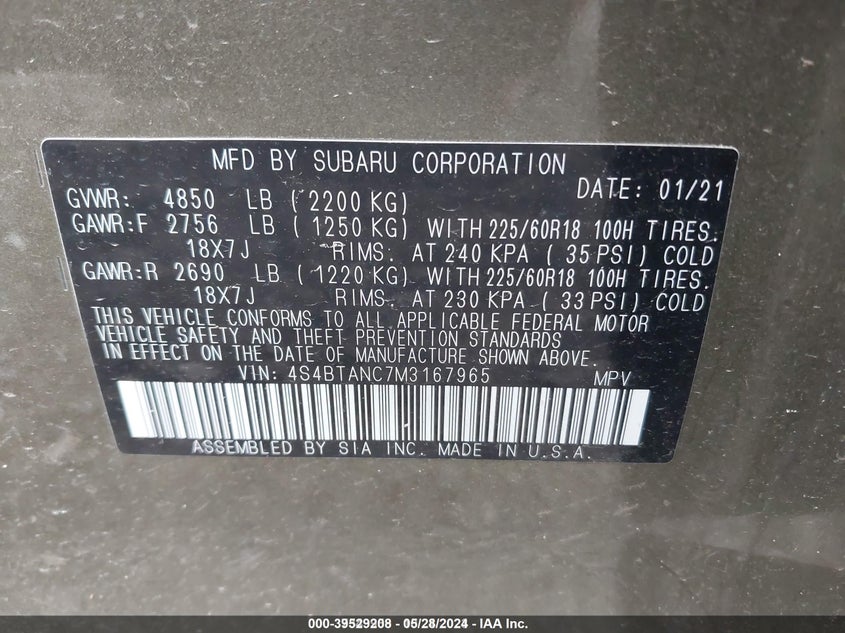 MFD BY SUBARU CORPORATION
DATE: 01/21
GVWR: 4850 LB ( 2200 KG)
GAWR:F 2756 LB ( 1250 KG) WITH 225/60R18 100H TIRES.
18X7J RIMS. AT 240 KPA ( 35 PSI) COLD
GAWR:R 2690 LB ( 1220 KG) WITH 225/60R18 100H TIRES.
18X7J RIMS. AT 230 KPA ( 33 PSI) COLD
THIS VEHICLE CONFORMS TO ALL APPLICABLE FEDERAL MOTOR
VEHICLE SAFETY AND THEFT PREVENTION STANDARDS
IN EFFECT ON THE DATE OF MANUFACTURE SHOWN ABOVE.
VIN: 4S4BTANC7M3167965 MPV
ASSEMBLED BY SIA INC. MADE IN U.S.A.
000-39529208 - 05/28/2024 - IAA Inc.